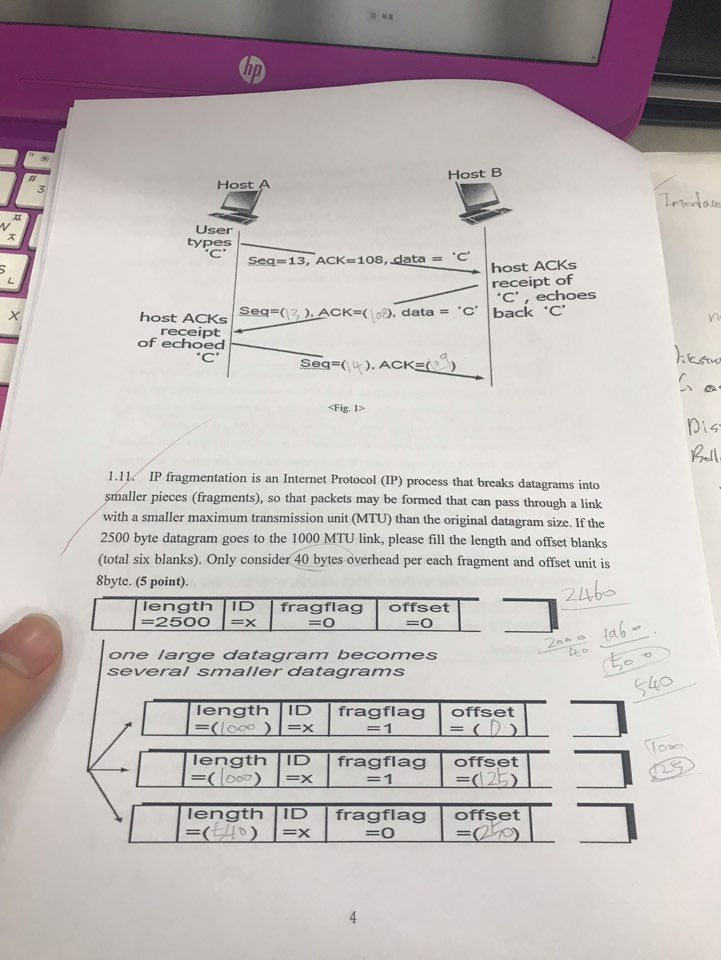 hp
Host A
Host B
User
types
'C'
Seq=13, ACK=108, data = 'C'
host ACKs
receipt of
'C', echoes
back 'C'
Seq=(13), ACK=(108), data = 'C'
host ACKs
receipt
of echoed
'C'
Seq=(14), ACK=(109)
<Fig. 1>
1.11. IP fragmentation is an Internet Protocol (IP) process that breaks datagrams into
smaller pieces (fragments), so that packets may be formed that can pass through a link
with a smaller maximum transmission unit (MTU) than the original datagram size. If the
2500 byte datagram goes to the 1000 MTU link, please fill the length and offset blanks
(total six blanks). Only consider 40 bytes overhead per each fragment and offset unit is
8byte. (5 point).
2460
length ID fragflag offset
=2500 =x =0 =0
2000
40
500
540
one large datagram becomes
several smaller datagrams
length ID fragflag offset
=(1000) =x =1 =(0)
1000
125
length ID fragflag offset
=(1000) =x =1 =(125)
length ID fragflag offset
=(540) =x =0 =(250)
4